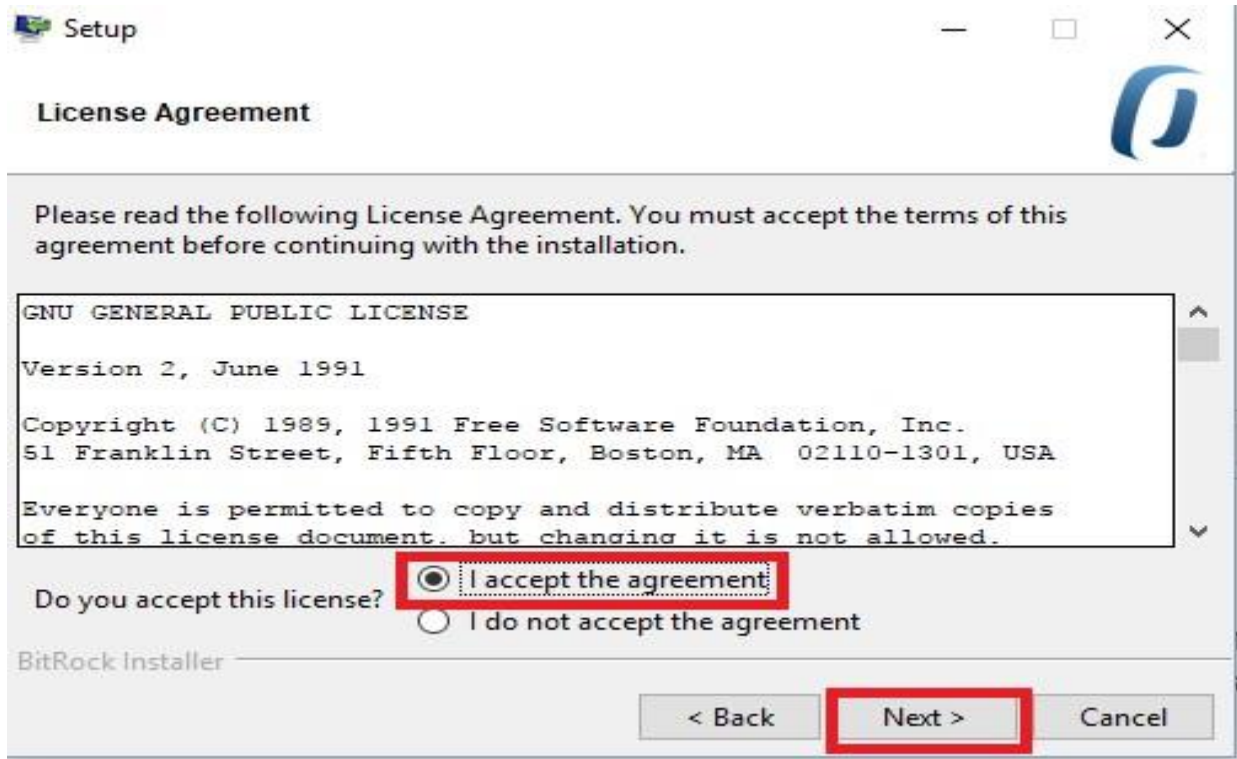 Setup
License Agreement
Please read the following License Agreement. You must accept the terms of this
agreement before continuing with the installation.
GNU GENERAL PUBLIC LICENSE
Version 2, June 1991
Copyright (C) 1989, 1991 Free Software Foundation, Inc.
51 Franklin Street, Fifth Floor, Boston, MA  02110-1301, USA
Everyone is permitted to copy and distribute verbatim copies
of this license document, but changing it is not allowed.
Do you accept this license?
I accept the agreement
I do not accept the agreement
BitRock Installer
< Back
Next >
Cancel